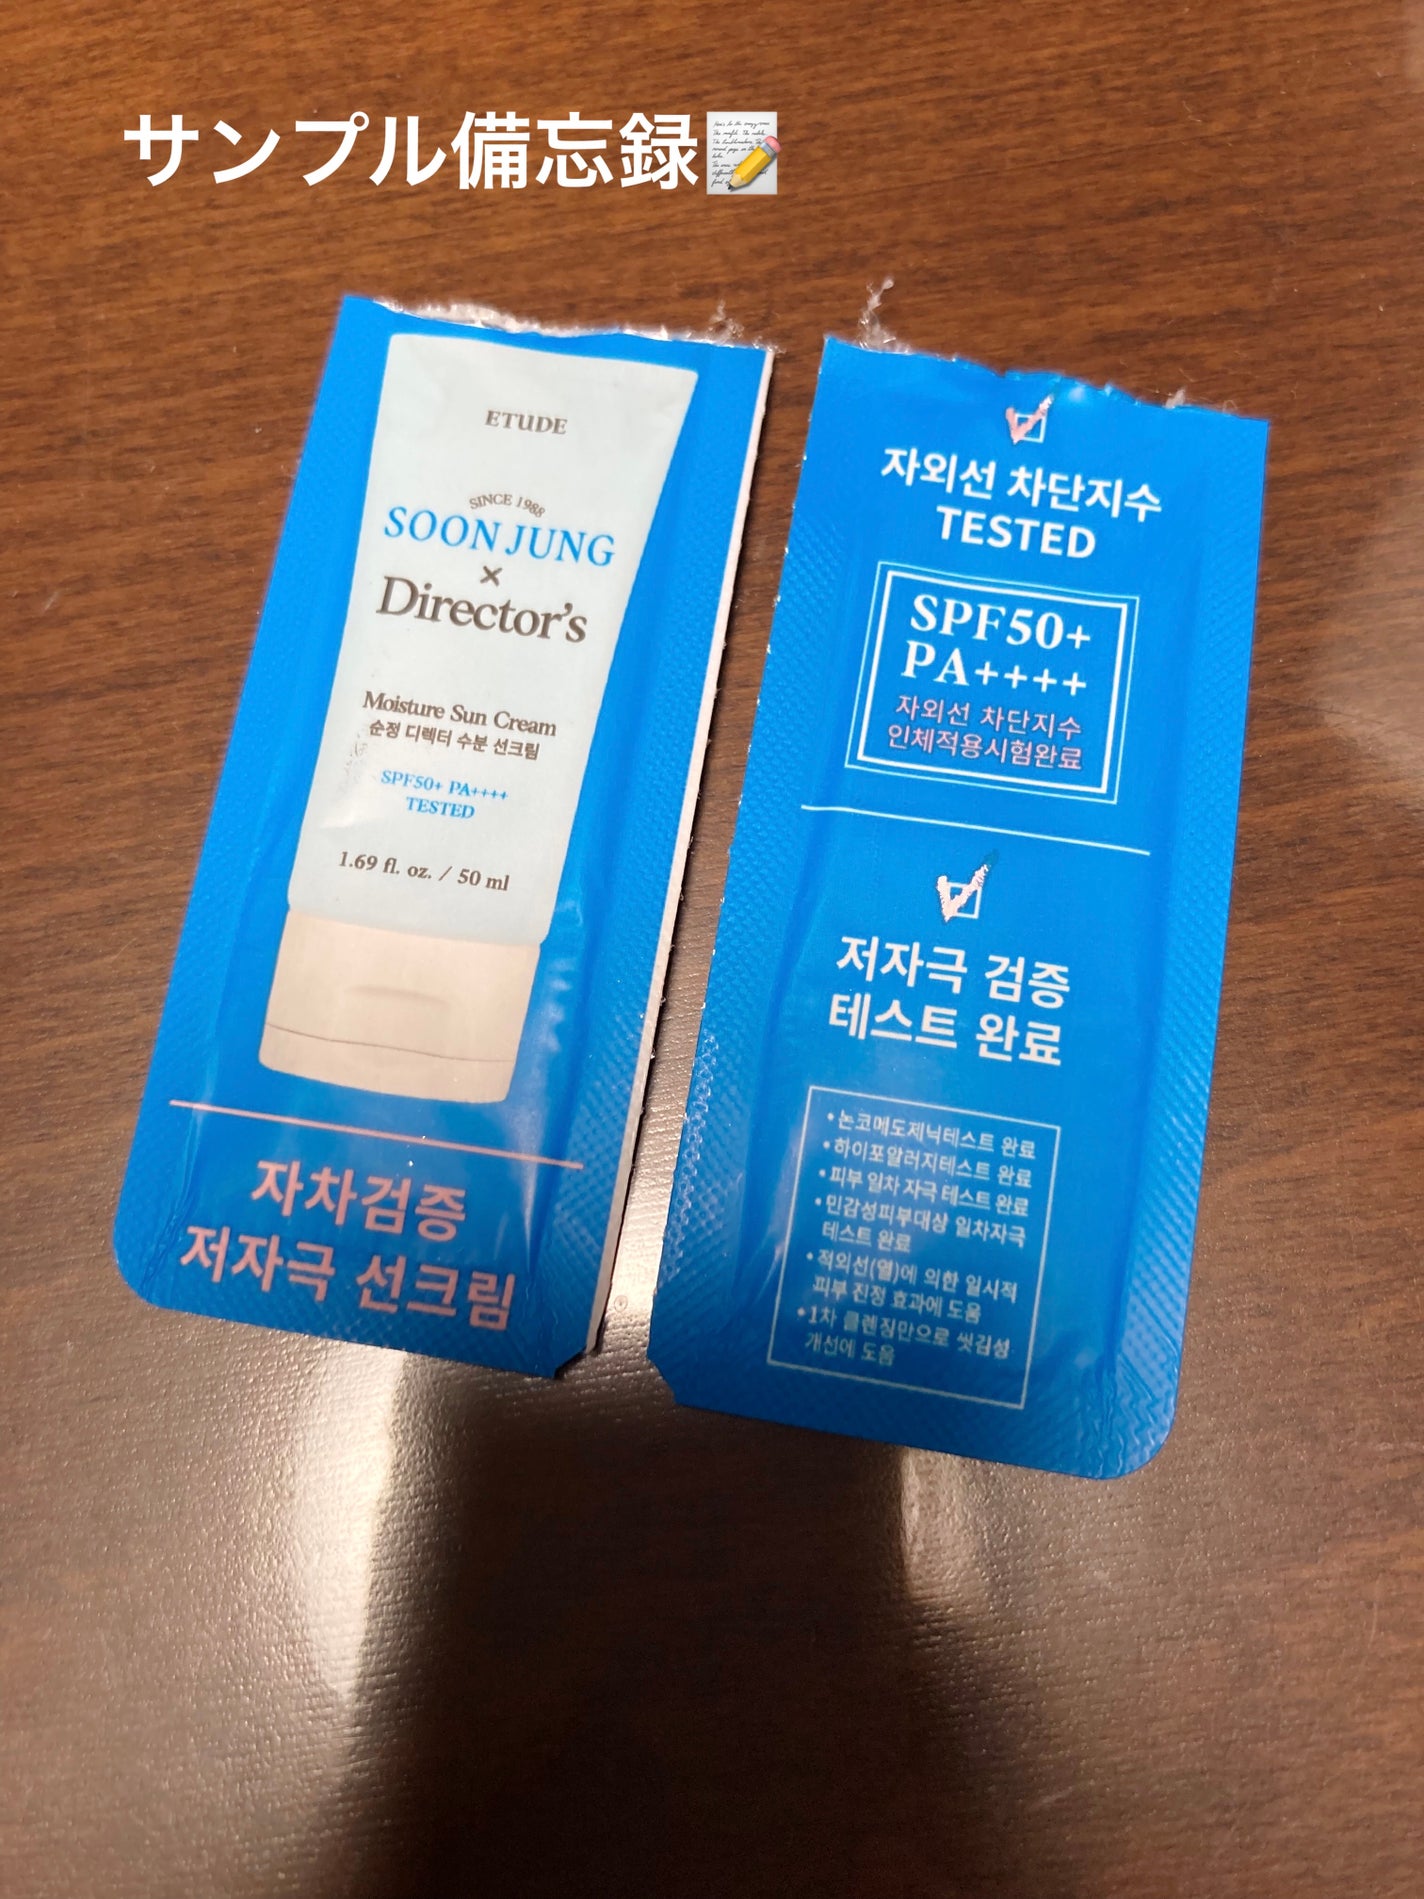 サンプル備忘録
ETUDE
SINCE 1988
SOON JUNG
×
Director's
Moisture Sun Cream
순정 디렉터 수분 선크림
SPF50+ PA++++
TESTED
1.69 fl. oz. / 50 ml
자차검증
저자극 선크림
자외선 차단지수
TESTED
SPF50+
PA++++
자외선 차단지수
인체적용시험완료
저자극 검증
테스트 완료
•논코메도제닉테스트 완료
•하이포알러지테스트 완료
•피부 일차 자극 테스트 완료
•민감성피부대상 일차자극
테스트 완료
•적외선(열)에 의한 일시적
피부 진정 효과에 도움
•1차 클렌징만으로 씻김성
개선에 도움